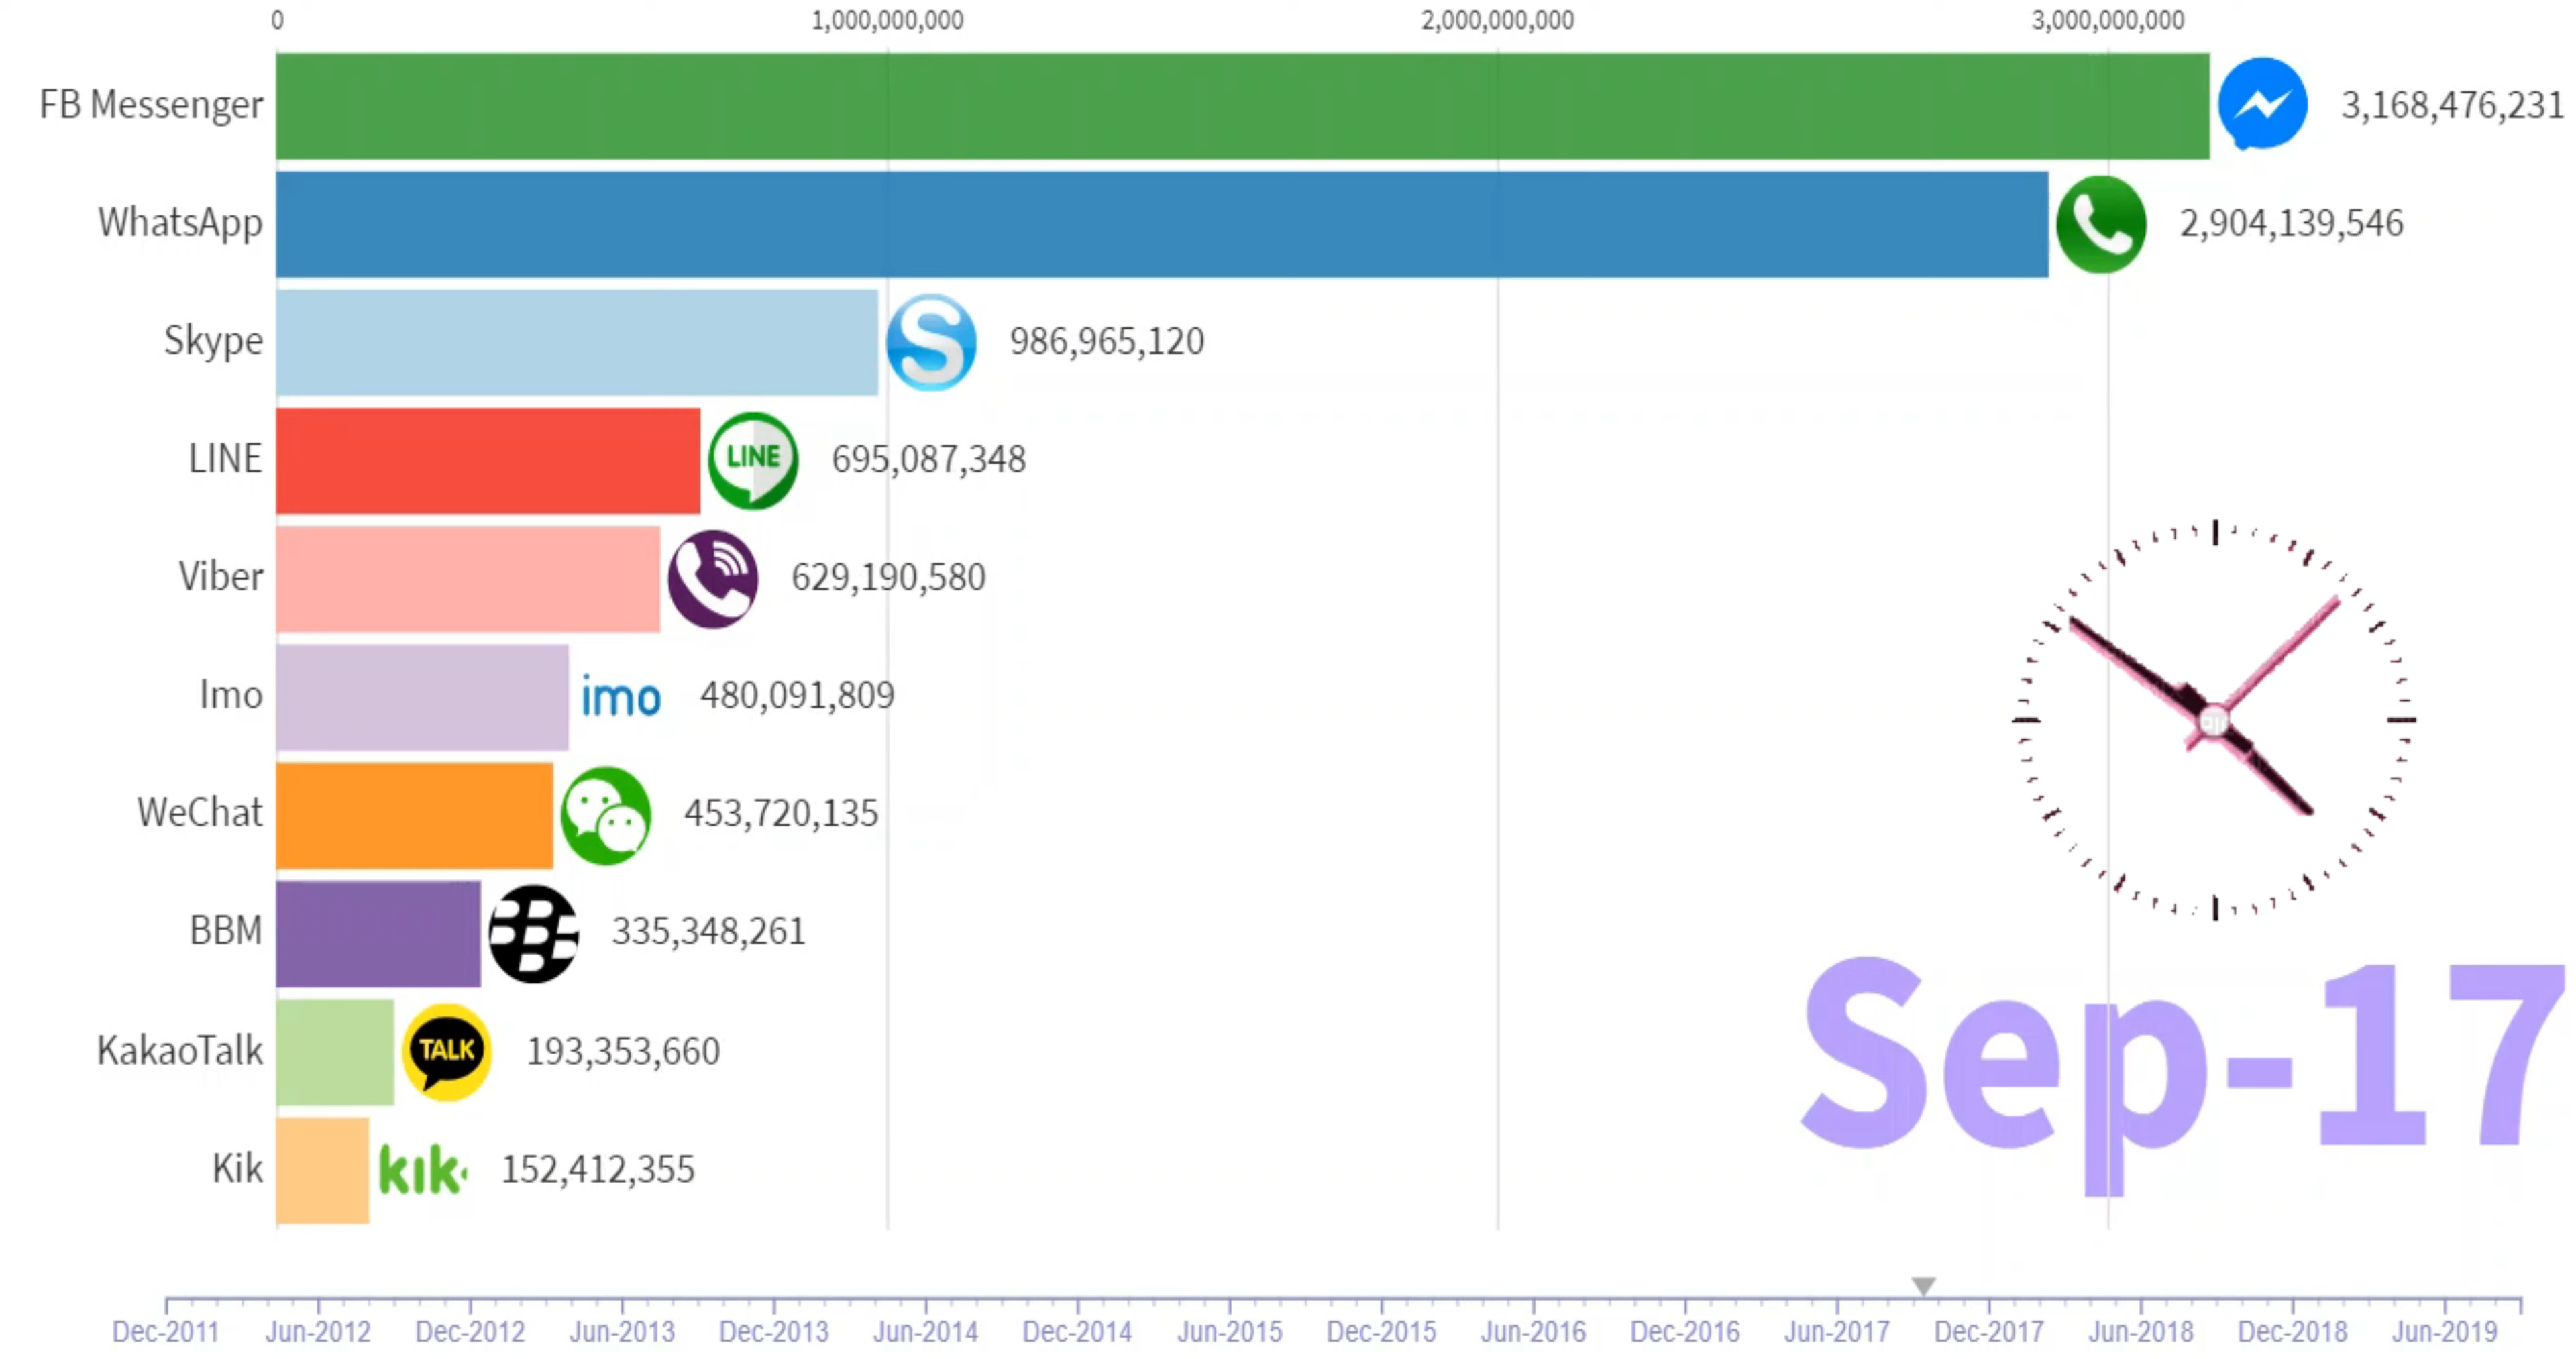 0 1,000,000,000 2,000,000,000 3,000,000,000
FB Messenger 3,168,476,231
WhatsApp 2,904,139,546
Skype S 986,965,120
LINE LINE 695,087,348
Viber 629,190,580
Imo imo 480,091,809
WeChat 453,720,135
BBM 335,348,261
KakaoTalk TALK 193,353,660
Kik kik 152,412,355
Sep-17
Dec-2011 Jun-2012 Dec-2012 Jun-2013 Dec-2013 Jun-2014 Dec-2014 Jun-2015 Dec-2015 Jun-2016 Dec-2016 Jun-2017 Dec-2017 Jun-2018 Dec-2018 Jun-2019